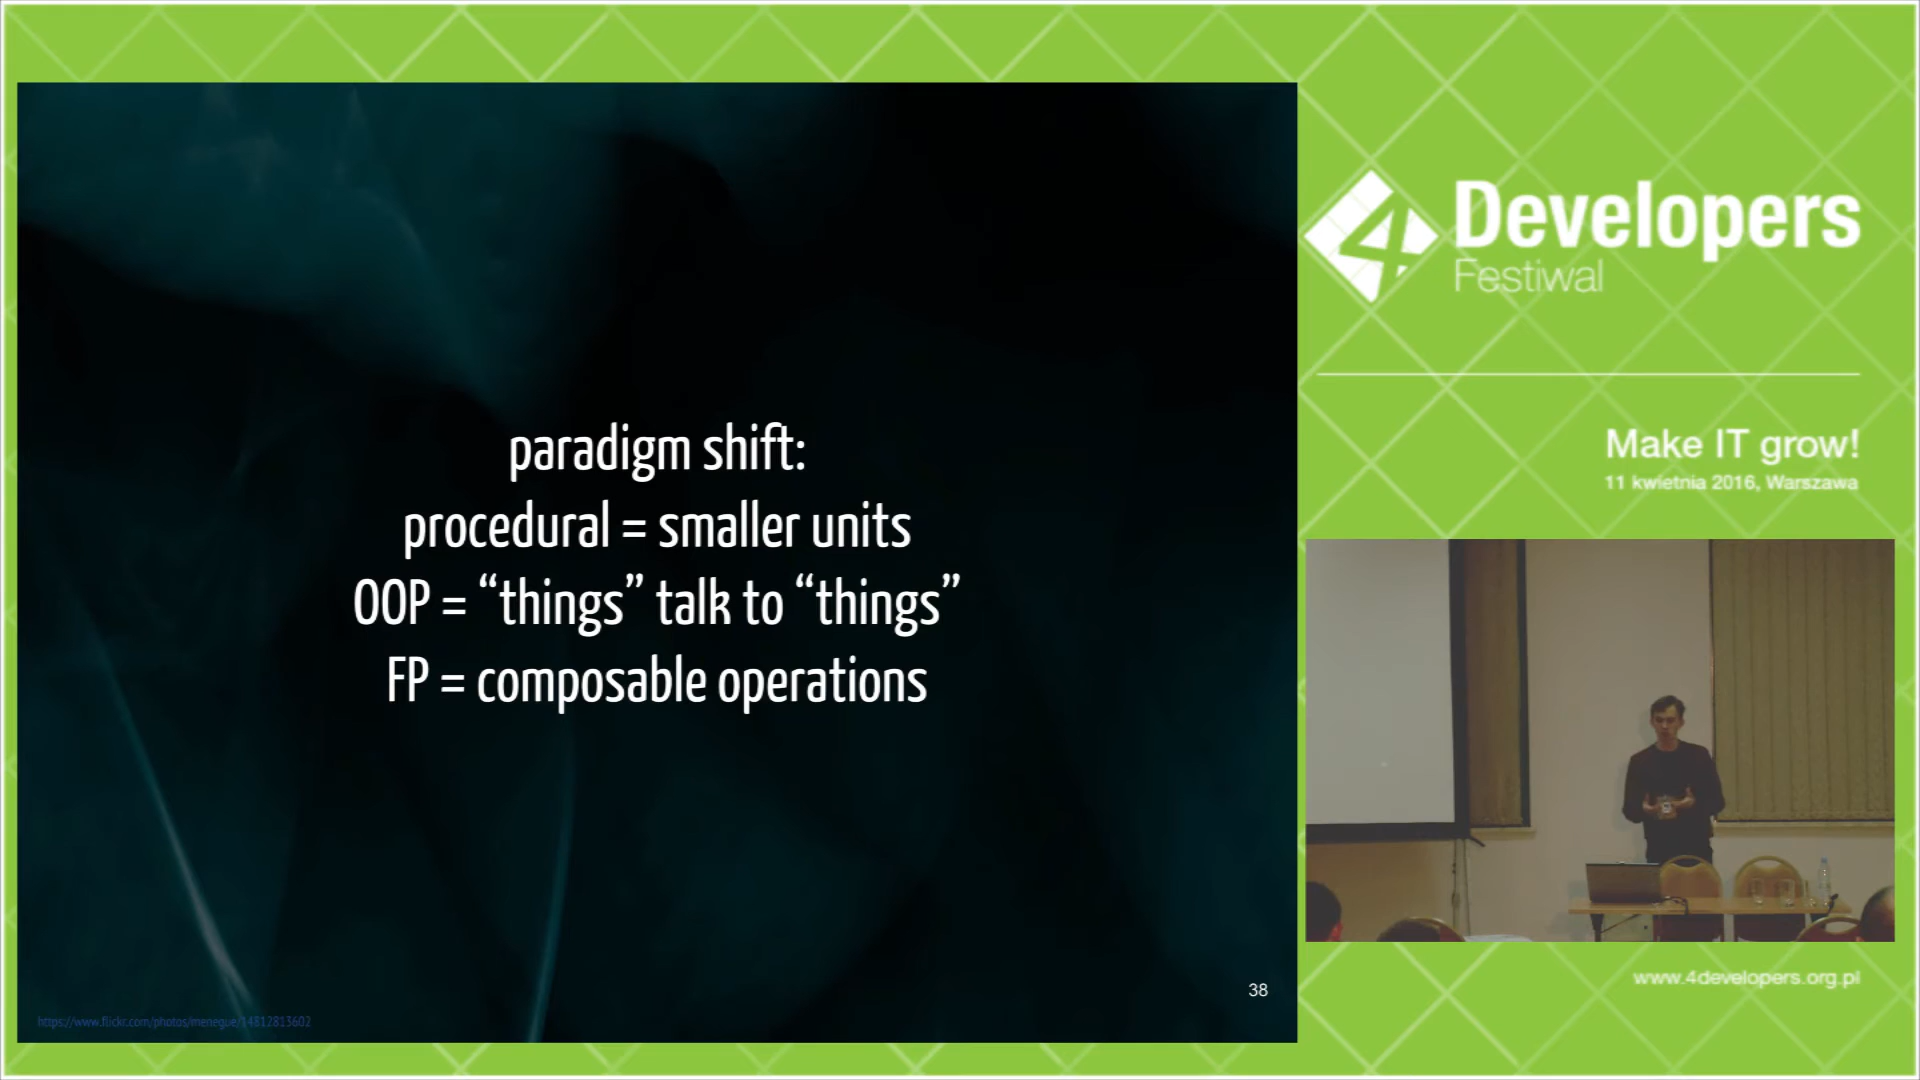 paradigm shift:
procedural = smaller units
OOP = “things” talk to “things”
FP = composable operations
38
https://www.flickr.com/photos/menegue/14812813602
4Developers
Festiwal
Make IT grow!
11 kwietnia 2016, Warszawa
www.4developers.org.pl